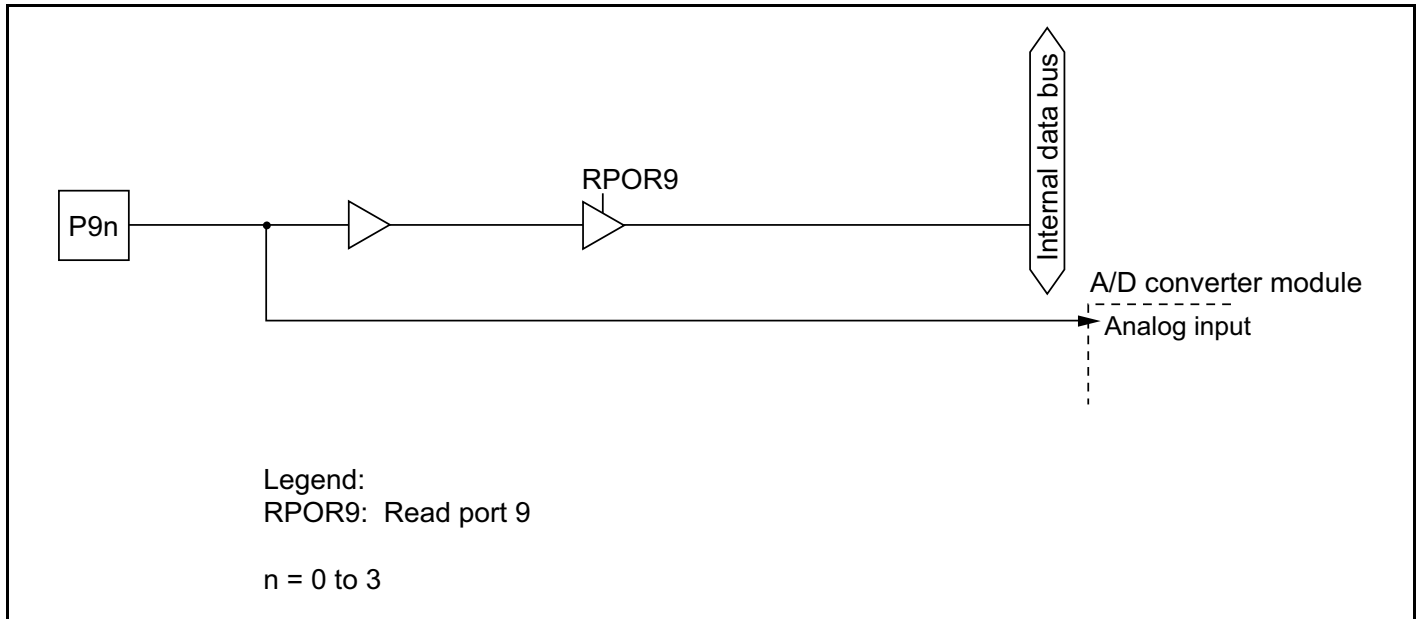 RPOR9
P9n
Internal data bus
A/D converter module
Analog input
Legend:
RPOR9: Read port 9
n = 0 to 3